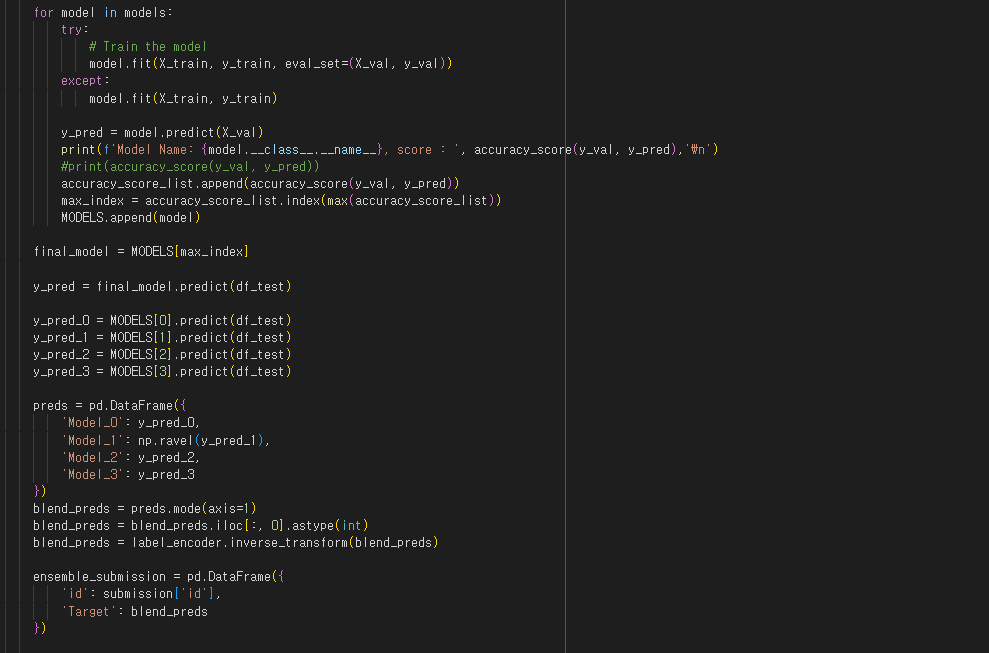 for model in models:
try:
# Train the model
model.fit(X_train, y_train, eval_set=(X_val, y_val))
except:
model.fit(X_train, y_train)
y_pred = model.predict(X_val)
print(f'Model Name: {model.__class__.__name__}, score : ', accuracy_score(y_val, y_pred),'₩n')
#print(accuracy_score(y_val, y_pred))
accuracy_score_list.append(accuracy_score(y_val, y_pred))
max_index = accuracy_score_list.index(max(accuracy_score_list))
MODELS.append(model)
final_model = MODELS[max_index]
y_pred = final_model.predict(df_test)
y_pred_0 = MODELS[0].predict(df_test)
y_pred_1 = MODELS[1].predict(df_test)
y_pred_2 = MODELS[2].predict(df_test)
y_pred_3 = MODELS[3].predict(df_test)
preds = pd.DataFrame({
'Model_0': y_pred_0,
'Model_1': np.ravel(y_pred_1),
'Model_2': y_pred_2,
'Model_3': y_pred_3
})
blend_preds = preds.mode(axis=1)
blend_preds = blend_preds.iloc[:, 0].astype(int)
blend_preds = label_encoder.inverse_transform(blend_preds)
ensemble_submission = pd.DataFrame({
'id': submission['id'],
'Target': blend_preds
})